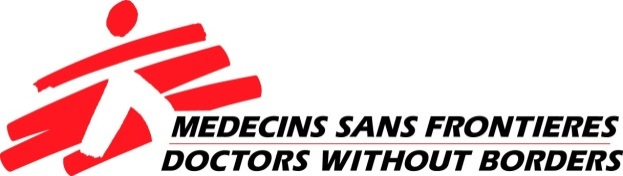 MEDECINS SANS FRONTIERES
DOCTORS WITHOUT BORDERS